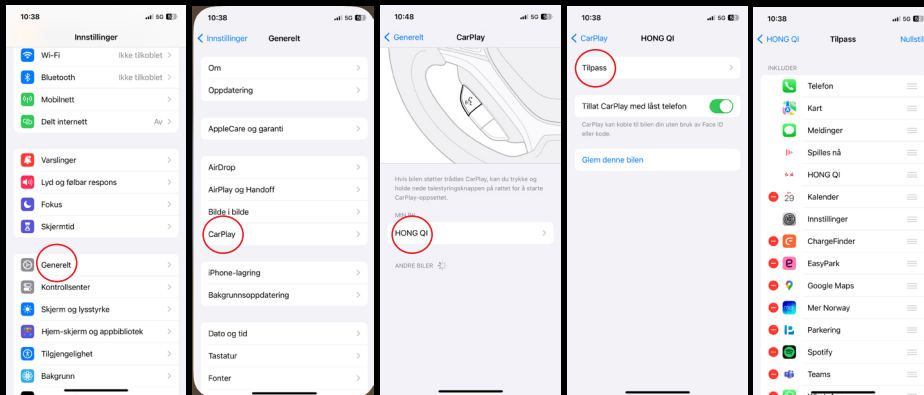 10:38
5G
Innstillinger
Wi-Fi
Ikke tilkoblet
Bluetooth
Ikke tilkoblet
Mobilnett
Delt internett
Av
Varslinger
Lyd og følbar respons
Fokus
Skjermtid
Generelt
Kontrollsenter
Skjerm og lysstyrke
Hjem-skjerm og appbibliotek
Tilgjengelighet
Bakgrunn
10:38
5G
Innstillinger
Generelt
Om
Oppdatering
AppleCare og garanti
AirDrop
AirPlay og Handoff
Bilde i bilde
CarPlay
iPhone-lagring
Bakgrunnsoppdatering
Dato og tid
Tastatur
Fonter
10:48
5G
Generelt
CarPlay
Hvis bilen støtter trådløs CarPlay, kan du trykke og
holde nede talestyringsknappen på rattet for å starte
CarPlay-oppsettet.
MIN BIL
HONG QI
ANDRE BILER
10:38
5G
CarPlay
HONG QI
Tilpass
Tillat CarPlay med låst telefon
CarPlay kan koble til bilen din uten bruk av Face ID
eller kode.
Glem denne bilen
10:38
5G
HONG QI
Tilpass
Nullstill
INKLUDER
Telefon
Kart
Meldinger
Spilles nå
HONG QI
29
Kalender
Innstillinger
ChargeFinder
EasyPark
Google Maps
Mer Norway
Parkering
Spotify
Teams